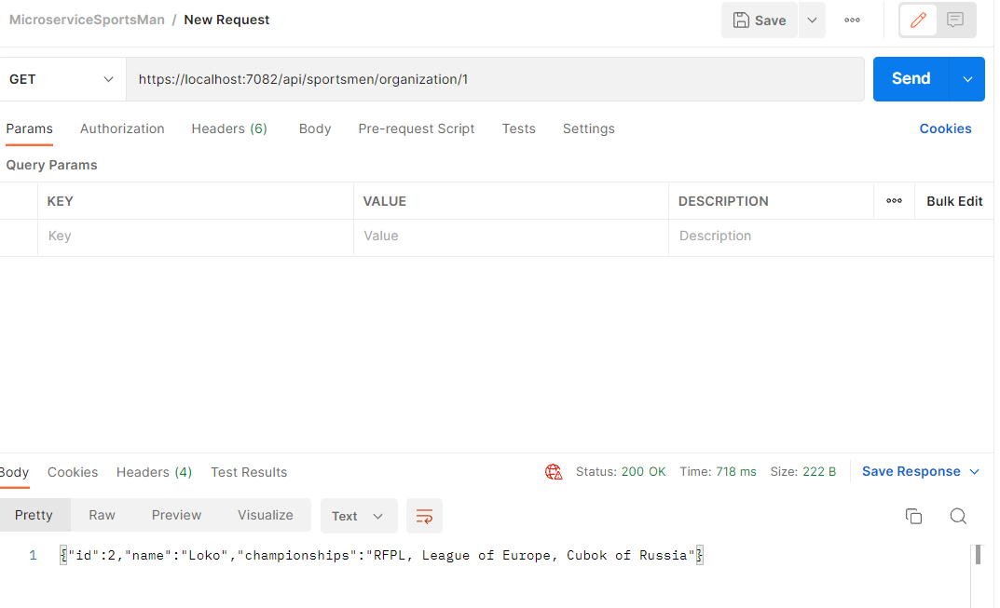 MicroserviceSportsMan / New Request
Save
GET
https://localhost:7082/api/sportsmen/organization/1
Send
Params Authorization Headers (6) Body Pre-request Script Tests Settings Cookies
Query Params
KEY VALUE DESCRIPTION Bulk Edit
Key Value Description
Body Cookies Headers (4) Test Results Status: 200 OK Time: 718 ms Size: 222 B Save Response
Pretty Raw Preview Visualize Text
1 {"id":2,"name":"Loko","championships":"RFPL, League of Europe, Cubok of Russia"}